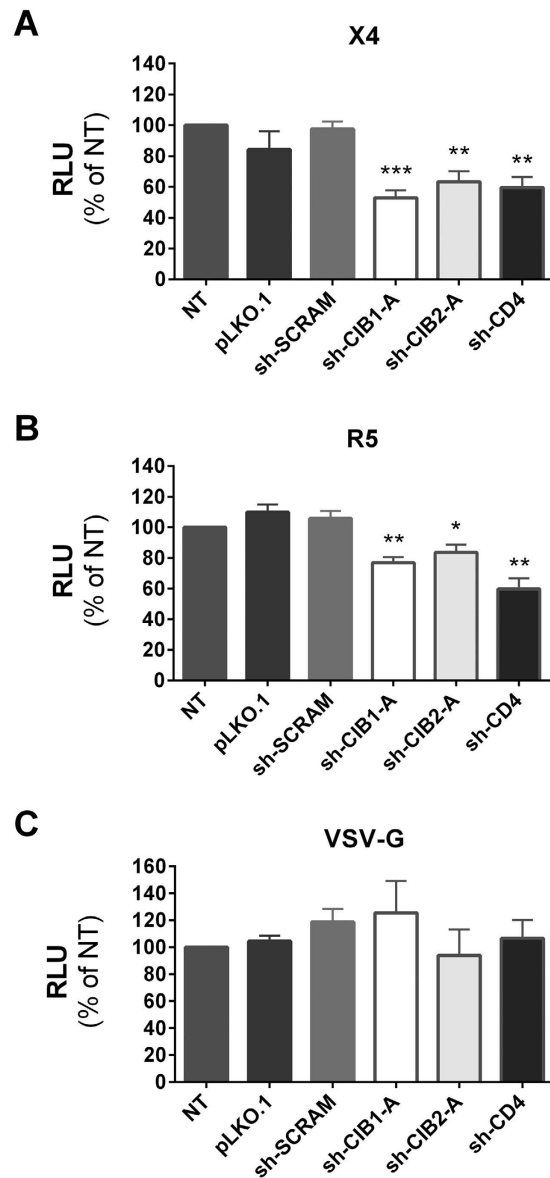 A
X4
RLU
(% of NT)
140
120
100
80
60
40
20
0
***
**
**
NT
pLKO.1
sh-SCRAM
sh-CIB1-A
sh-CIB2-A
sh-CD4
B
R5
RLU
(% of NT)
140
120
100
80
60
40
20
0
**
*
**
NT
pLKO.1
sh-SCRAM
sh-CIB1-A
sh-CIB2-A
sh-CD4
C
VSV-G
RLU
(% of NT)
160
140
120
100
80
60
40
20
0
NT
pLKO.1
sh-SCRAM
sh-CIB1-A
sh-CIB2-A
sh-CD4